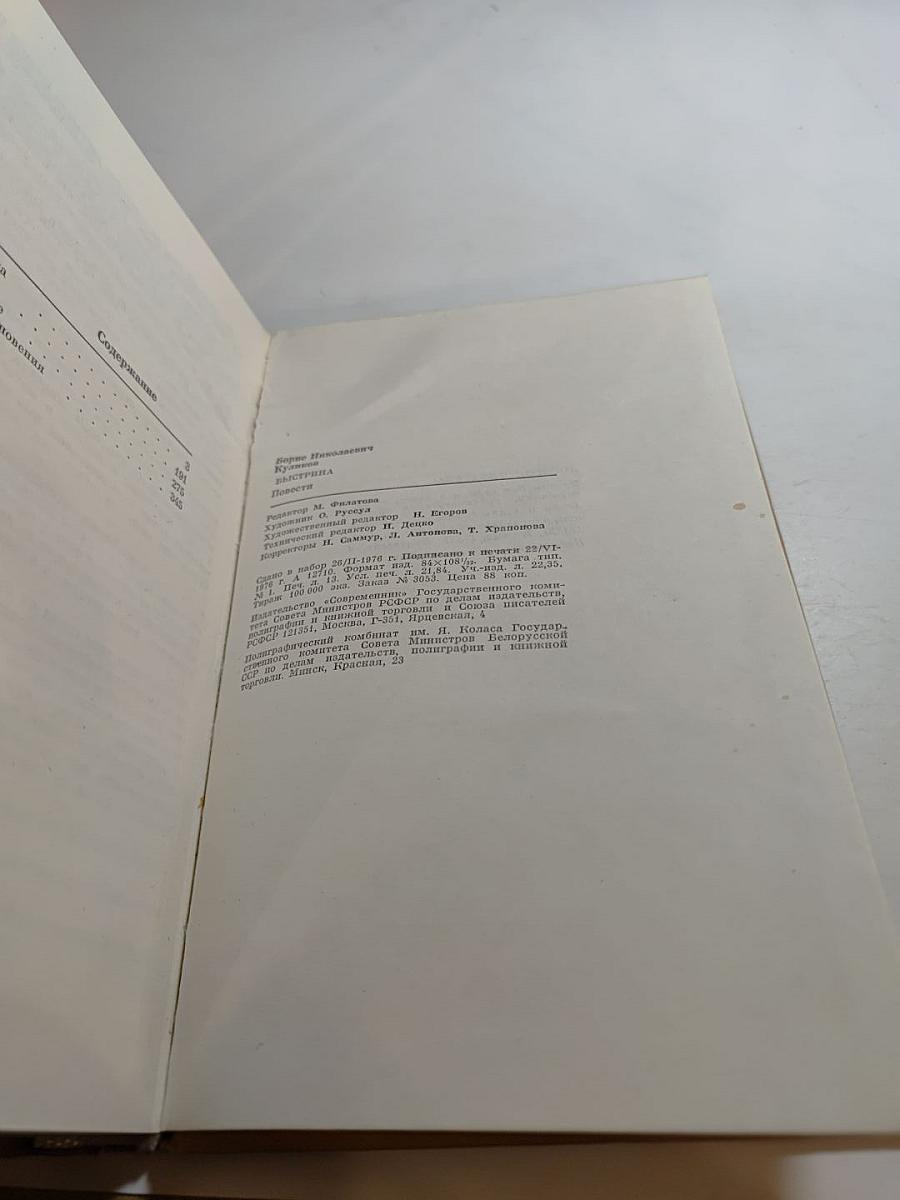 Содержание
3
191
275
345
Борис Николаевич
Куликов
БЫСТРИНА
Повести
Редактор М. Филатова
Художник О. Руссул
Художественный редактор Н. Егоров
Технический редактор Н. Децко
Корректоры Н. Саммур, Л. Антонова, Т. Храпонова
Сдано в набор 26/II-1976 г. Подписано к печати 22/VI-
1976 г. А 12710. Формат изд. 84×108¹/₃₂. Бумага тип.
№ 1. Печ. л. 13. Усл. печ. л. 21,84. Уч.-изд. л. 22,35.
Тираж 100 000 экз. Заказ № 3053. Цена 88 коп.
Издательство «Современник» Государственного коми-
тета Совета Министров РСФСР по делам издательств,
полиграфии и книжной торговли и Союза писателей
РСФСР 121351, Москва, Г-351, Ярцевская, 4
Полиграфический комбинат им. Я. Коласа Государ-
ственного комитета Совета Министров Белорусской
ССР по делам издательств, полиграфии и книжной
торговли. Минск, Красная, 23